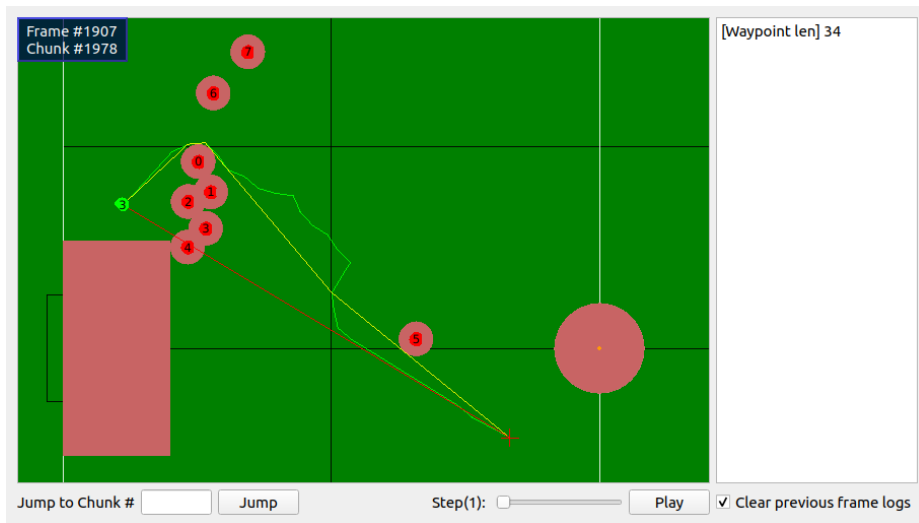 Frame #1907
Chunk #1978
[Waypoint len] 34
7
6
0
1
2
3
3
4
5
Jump to Chunk #
Jump
Step(1):
Play
Clear previous frame logs